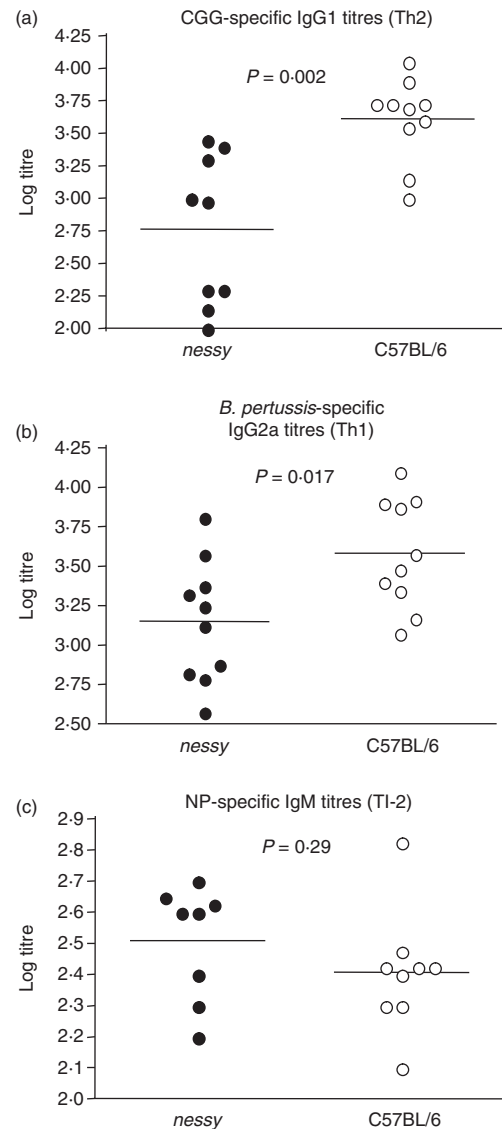 (a) CGG-specific IgG1 titres (Th2)
4·25
4·00
3·75
3·50
3·25
3·00
2·75
2·50
2·25
2·00
Log titre
P = 0·002
nessy C57BL/6
(b) B. pertussis-specific
IgG2a titres (Th1)
4·25
4·00
3·75
3·50
3·25
3·00
2·75
2·50
Log titre
P = 0·017
nessy C57BL/6
(c) NP-specific IgM titres (TI-2)
2·9
2·8
2·7
2·6
2·5
2·4
2·3
2·2
2·1
2·0
Log titre
P = 0·29
nessy C57BL/6